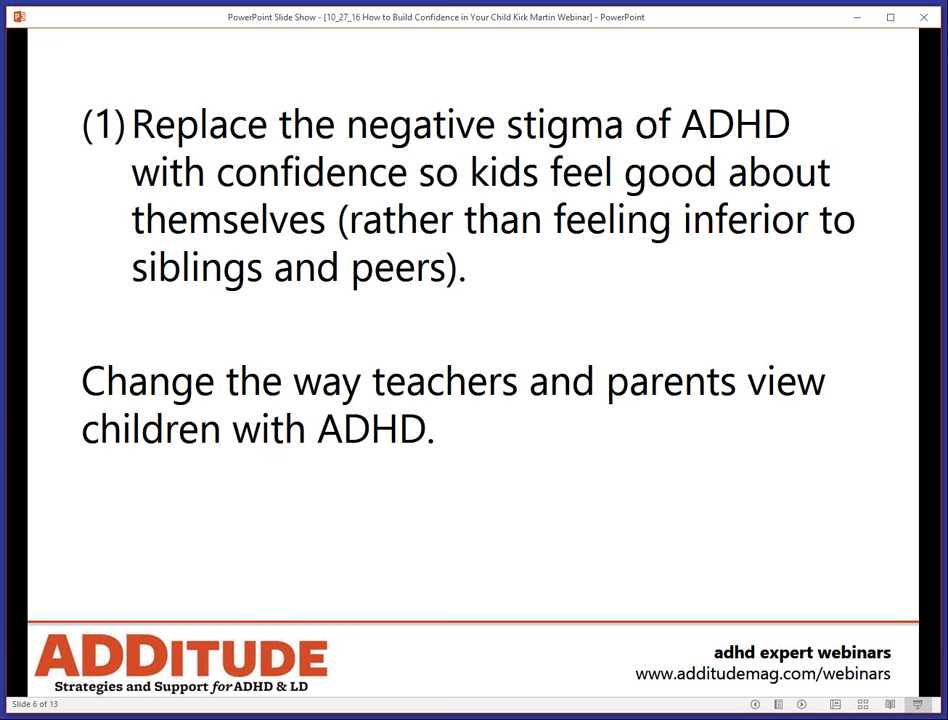 PowerPoint Slide Show - [10_27_16 How to Build Confidence in Your Child Kirk Martin Webinar] - PowerPoint
(1) Replace the negative stigma of ADHD
with confidence so kids feel good about
themselves (rather than feeling inferior to
siblings and peers).
Change the way teachers and parents view
children with ADHD.
ADDITUDE
Strategies and Support for ADHD & LD
adhd expert webinars
www.additudemag.com/webinars
Slide 6 of 13